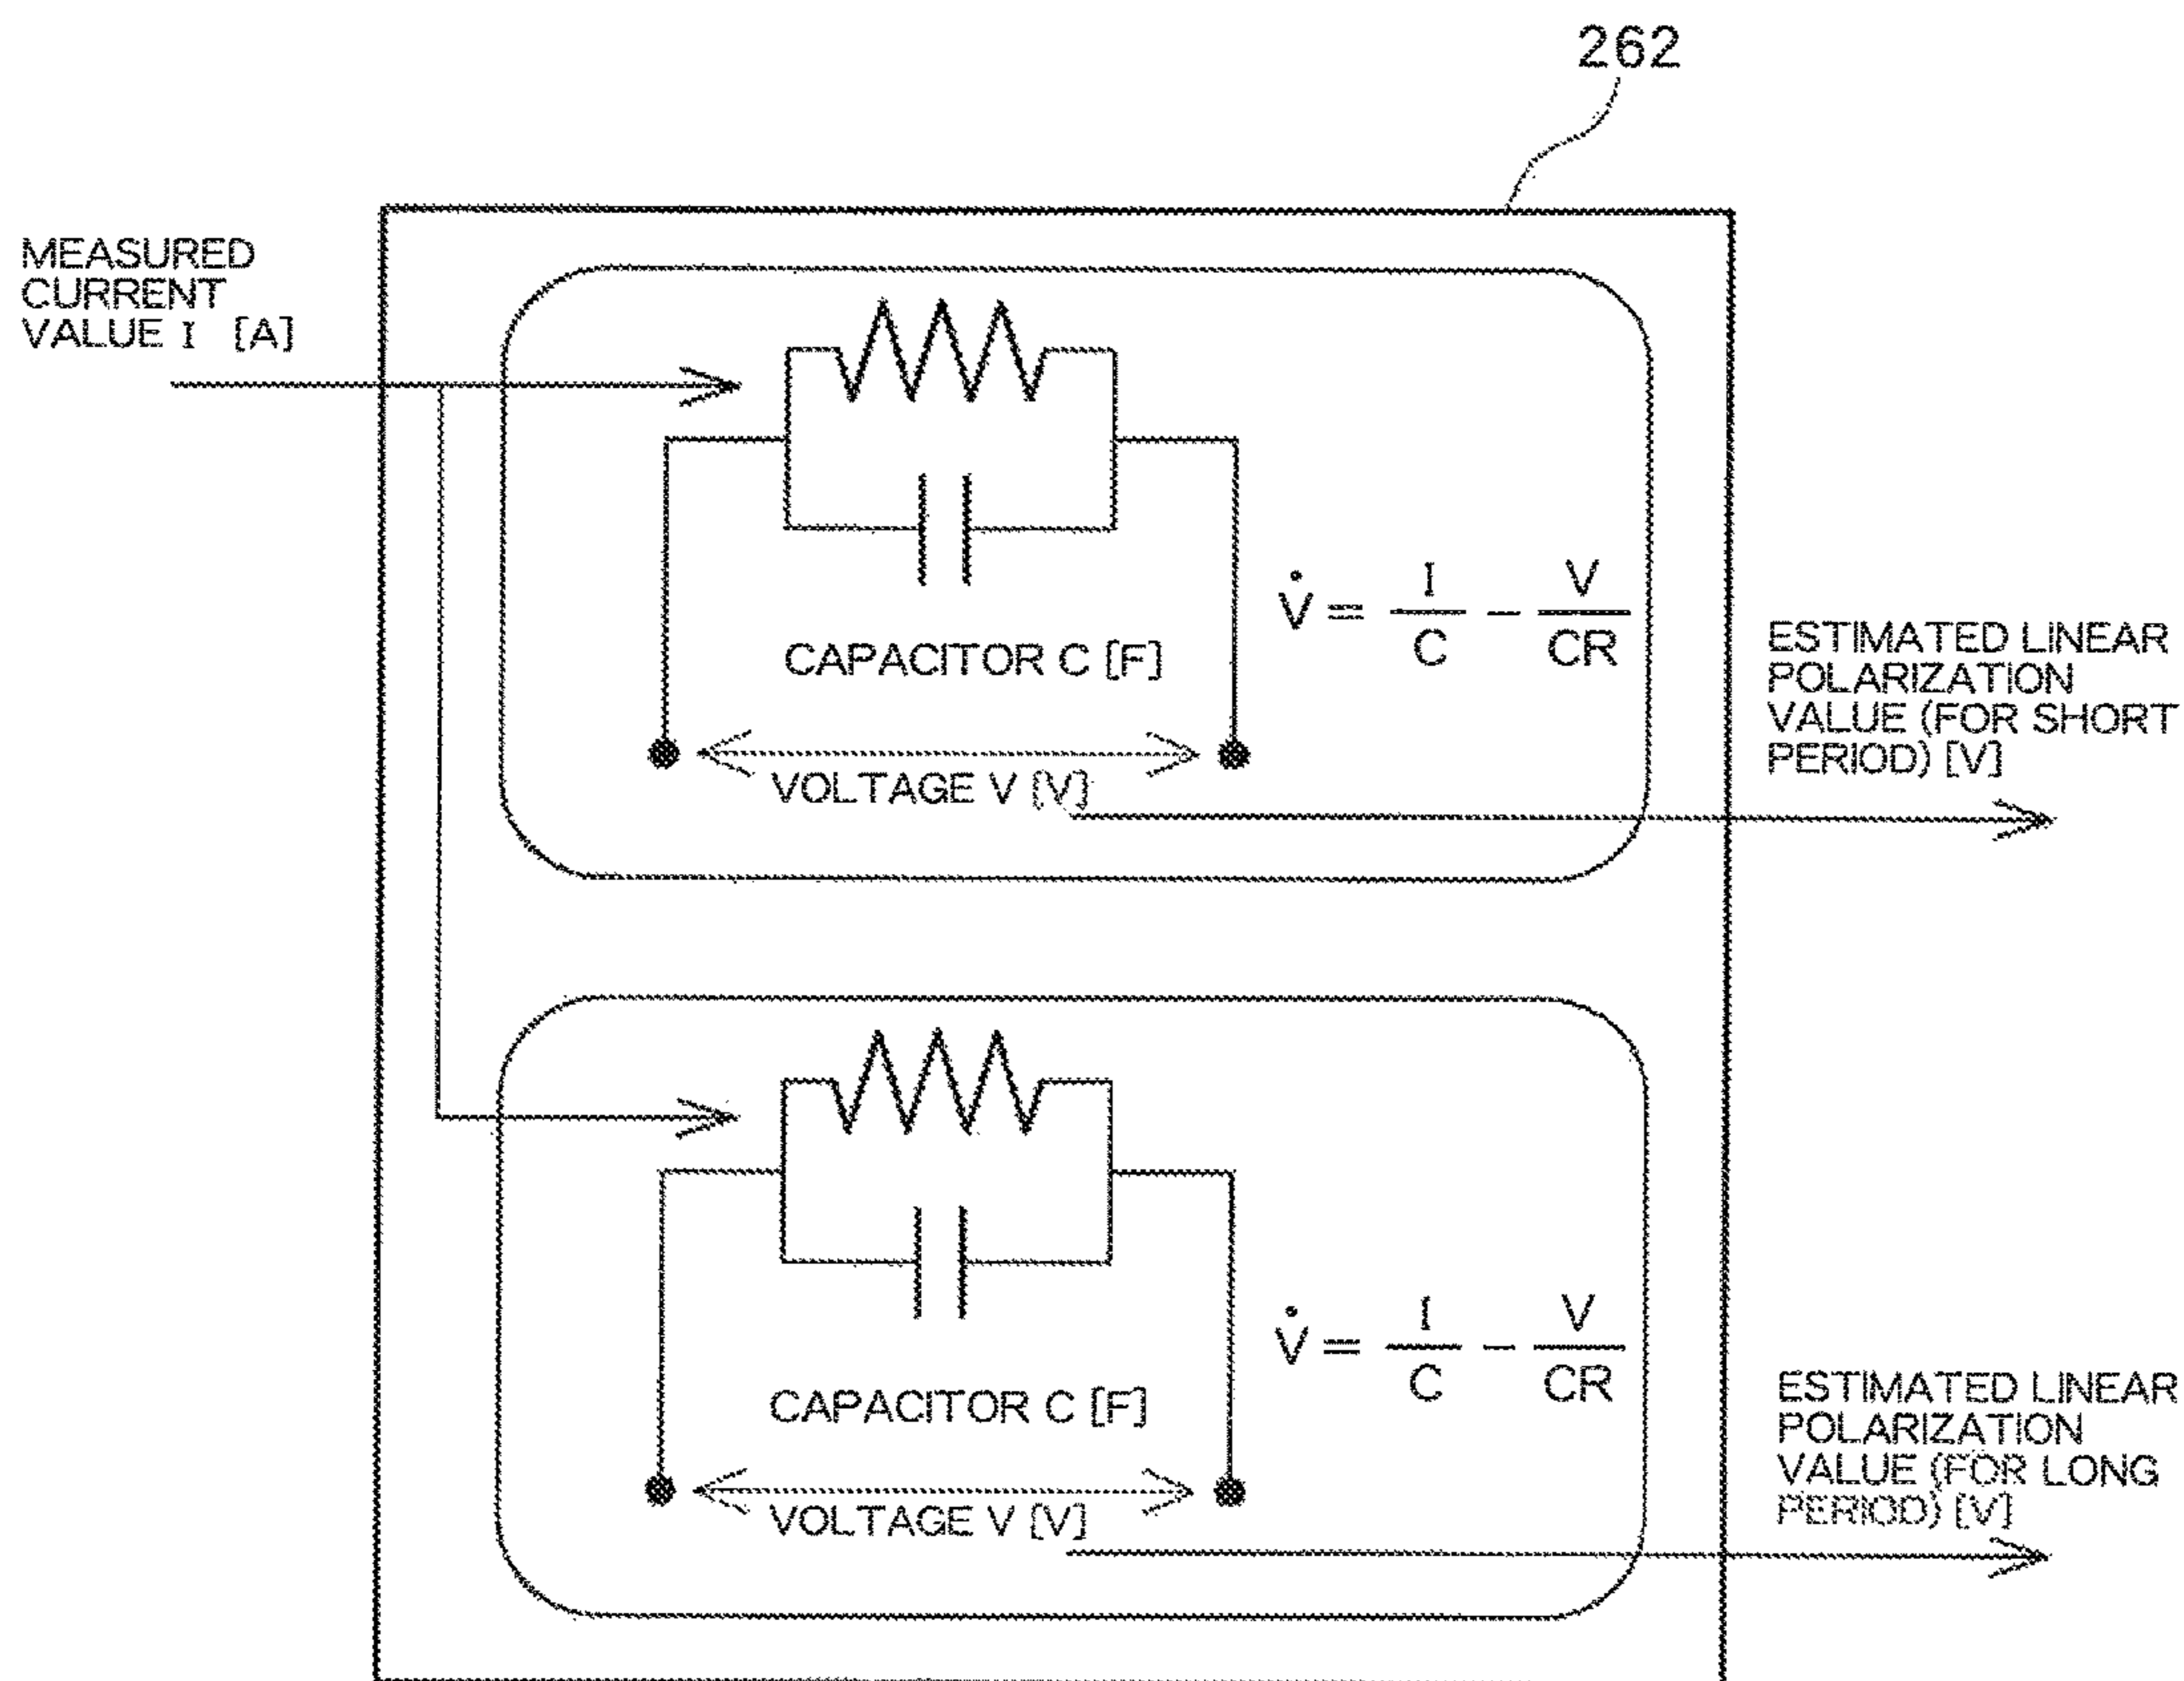 262
MEASURED
CURRENT
VALUE I [A]
V̇ = I/C - V/CR
CAPACITOR C [F]
VOLTAGE V [V]
ESTIMATED LINEAR
POLARIZATION
VALUE (FOR SHORT
PERIOD) [V]
V̇ = I/C - V/CR
CAPACITOR C [F]
VOLTAGE V [V]
ESTIMATED LINEAR
POLARIZATION
VALUE (FOR LONG
PERIOD) [V]